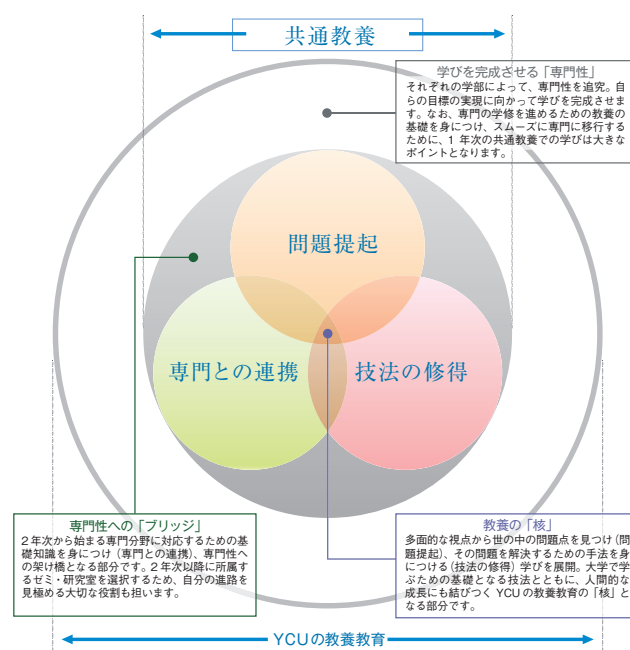 共通教養
学びを完成させる「専門性」
それぞれの学部によって、専門性を追究。自
らの目標の実現に向かって学びを完成させま
す。なお、専門の学修を進めるための教養の
基礎を身につけ、スムーズに専門に移行する
ために、1 年次の共通教養での学びは大きな
ポイントとなります。
問題提起
専門との連携
技法の修得
専門性への「ブリッジ」
2年次から始まる専門分野に対応するための基
礎知識を身につけ（専門との連携）、専門性へ
の架け橋となる部分です。2年次以降に所属す
るゼミ・研究室を選択するため、自分の進路を
見極める大切な役割も担います。
教養の「核」
多面的な視点から世の中の問題点を見つけ（問
題提起）、その問題を解決するための手法を身
につける（技法の修得）学びを展開。大学で学
ぶための基礎となる技法とともに、人間的な
成長にも結びつく YCUの教養教育の「核」と
なる部分です。
YCUの教養教育